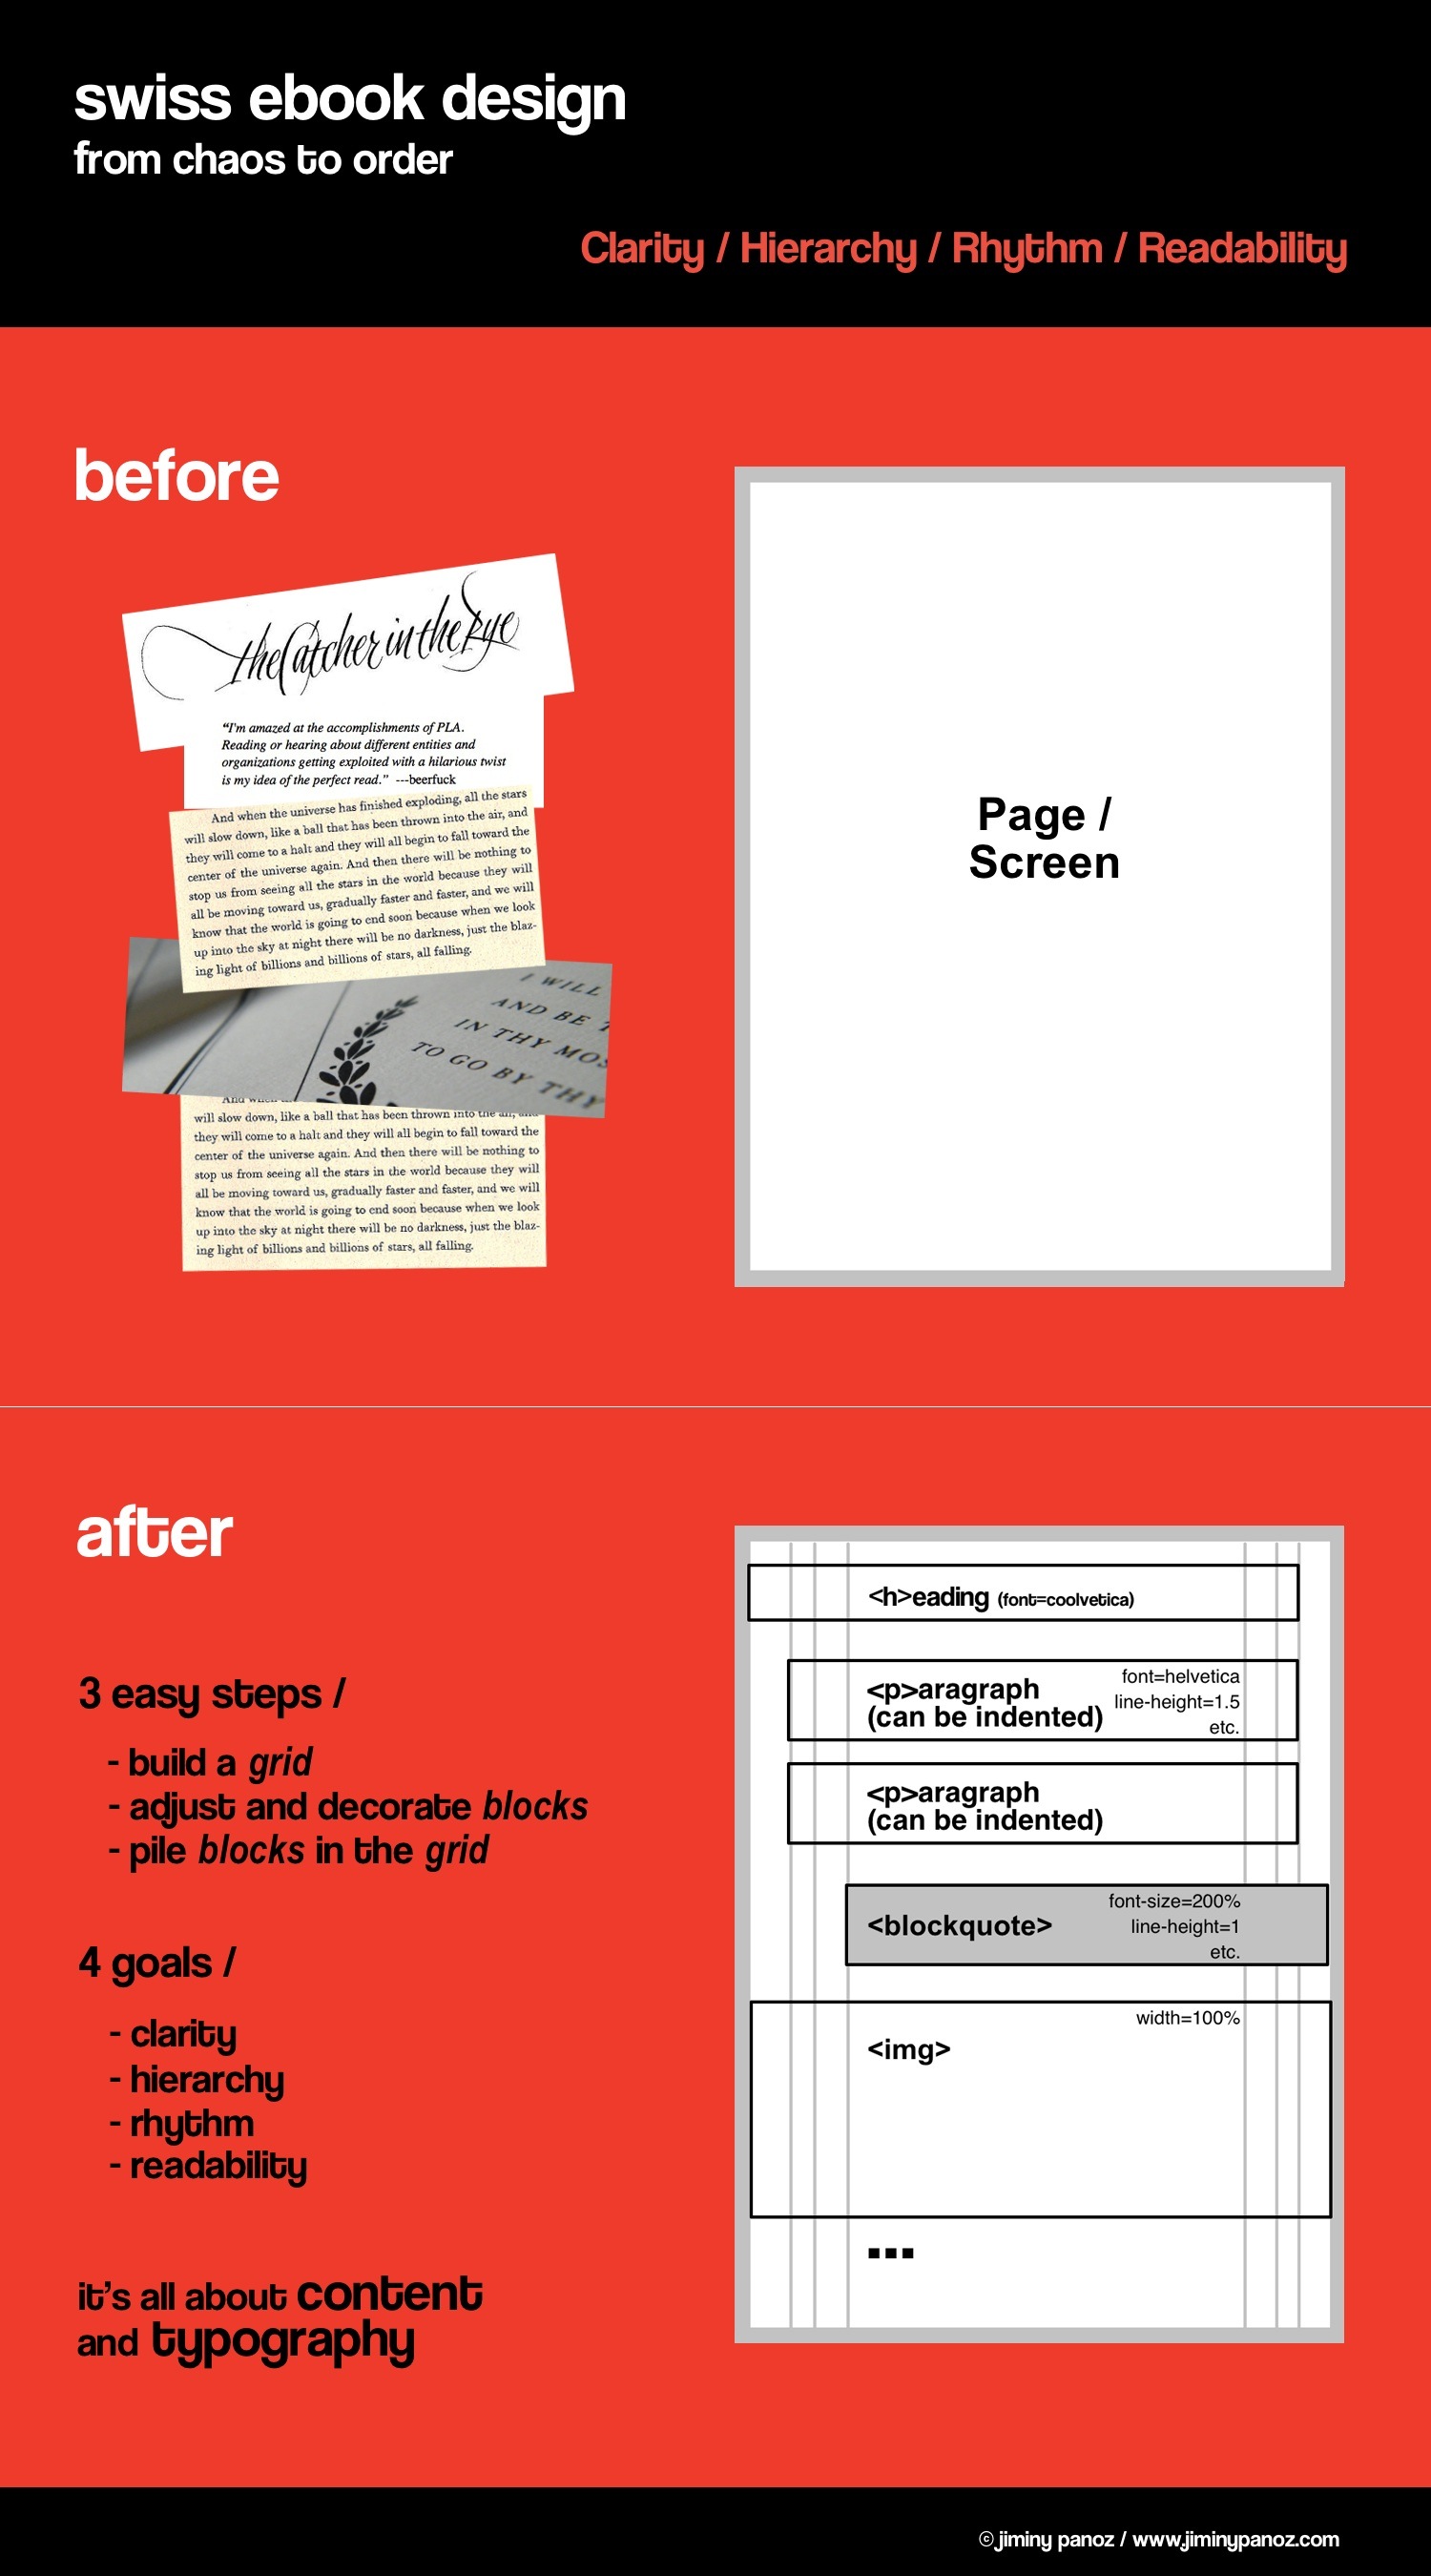 swiss ebook design
from chaos to order
Clarity / Hierarchy / Rhythm / Readability
before
the Catcher in the Rye
“I'm amazed at the accomplishments of PLA.
Reading or hearing about different entities and
organizations getting exploited with a hilarious twist
is my idea of the perfect read.” ---beerfuck
And when the universe has finished exploding, all the stars
will slow down, like a ball that has been thrown into the air, and
they will come to a halt and they will all begin to fall toward the
center of the universe again. And then there will be nothing to
stop us from seeing all the stars in the world because they will
all be moving toward us, gradually faster and faster, and we will
know that the world is going to end soon because when we look
up into the sky at night there will be no darkness, just the blaz-
ing light of billions and billions of stars, all falling.
I WILL
AND BE T
IN THY MOS
TO GO BY THY
And when
will slow down, like a ball that has been thrown into the air, and
they will come to a halt and they will all begin to fall toward the
center of the universe again. And then there will be nothing to
stop us from seeing all the stars in the world because they will
all be moving toward us, gradually faster and faster, and we will
know that the world is going to end soon because when we look
up into the sky at night there will be no darkness, just the blaz-
ing light of billions and billions of stars, all falling.
Page /
Screen
after
3 easy steps /
- build a grid
- adjust and decorate blocks
- pile blocks in the grid
4 goals /
- clarity
- hierarchy
- rhythm
- readability
it's all about content
and typography
<h>eading (font=coolvetica)
<p>aragraph
(can be indented)
font=helvetica
line-height=1.5
etc.
<p>aragraph
(can be indented)
<blockquote>
font-size=200%
line-height=1
etc.
width=100%
<img>
...
© jiminy panoz / www.jiminypanoz.com